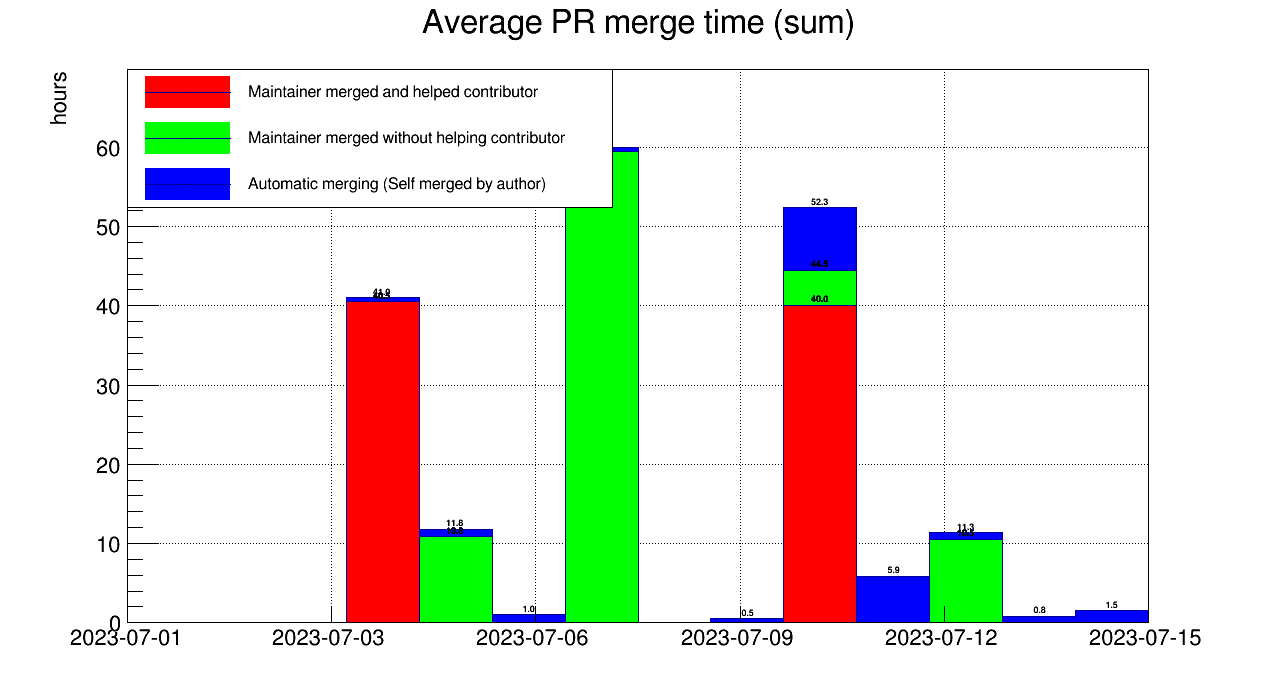 Average PR merge time (sum)
hours
Maintainer merged and helped contributor
Maintainer merged without helping contributor
Automatic merging (Self merged by author)
60
50
40
30
20
10
0
52.3
44.5
40.0
11.8
1.0
0.5
5.9
11.3
0.8
1.5
2023-07-01 2023-07-03 2023-07-06 2023-07-09 2023-07-12 2023-07-15